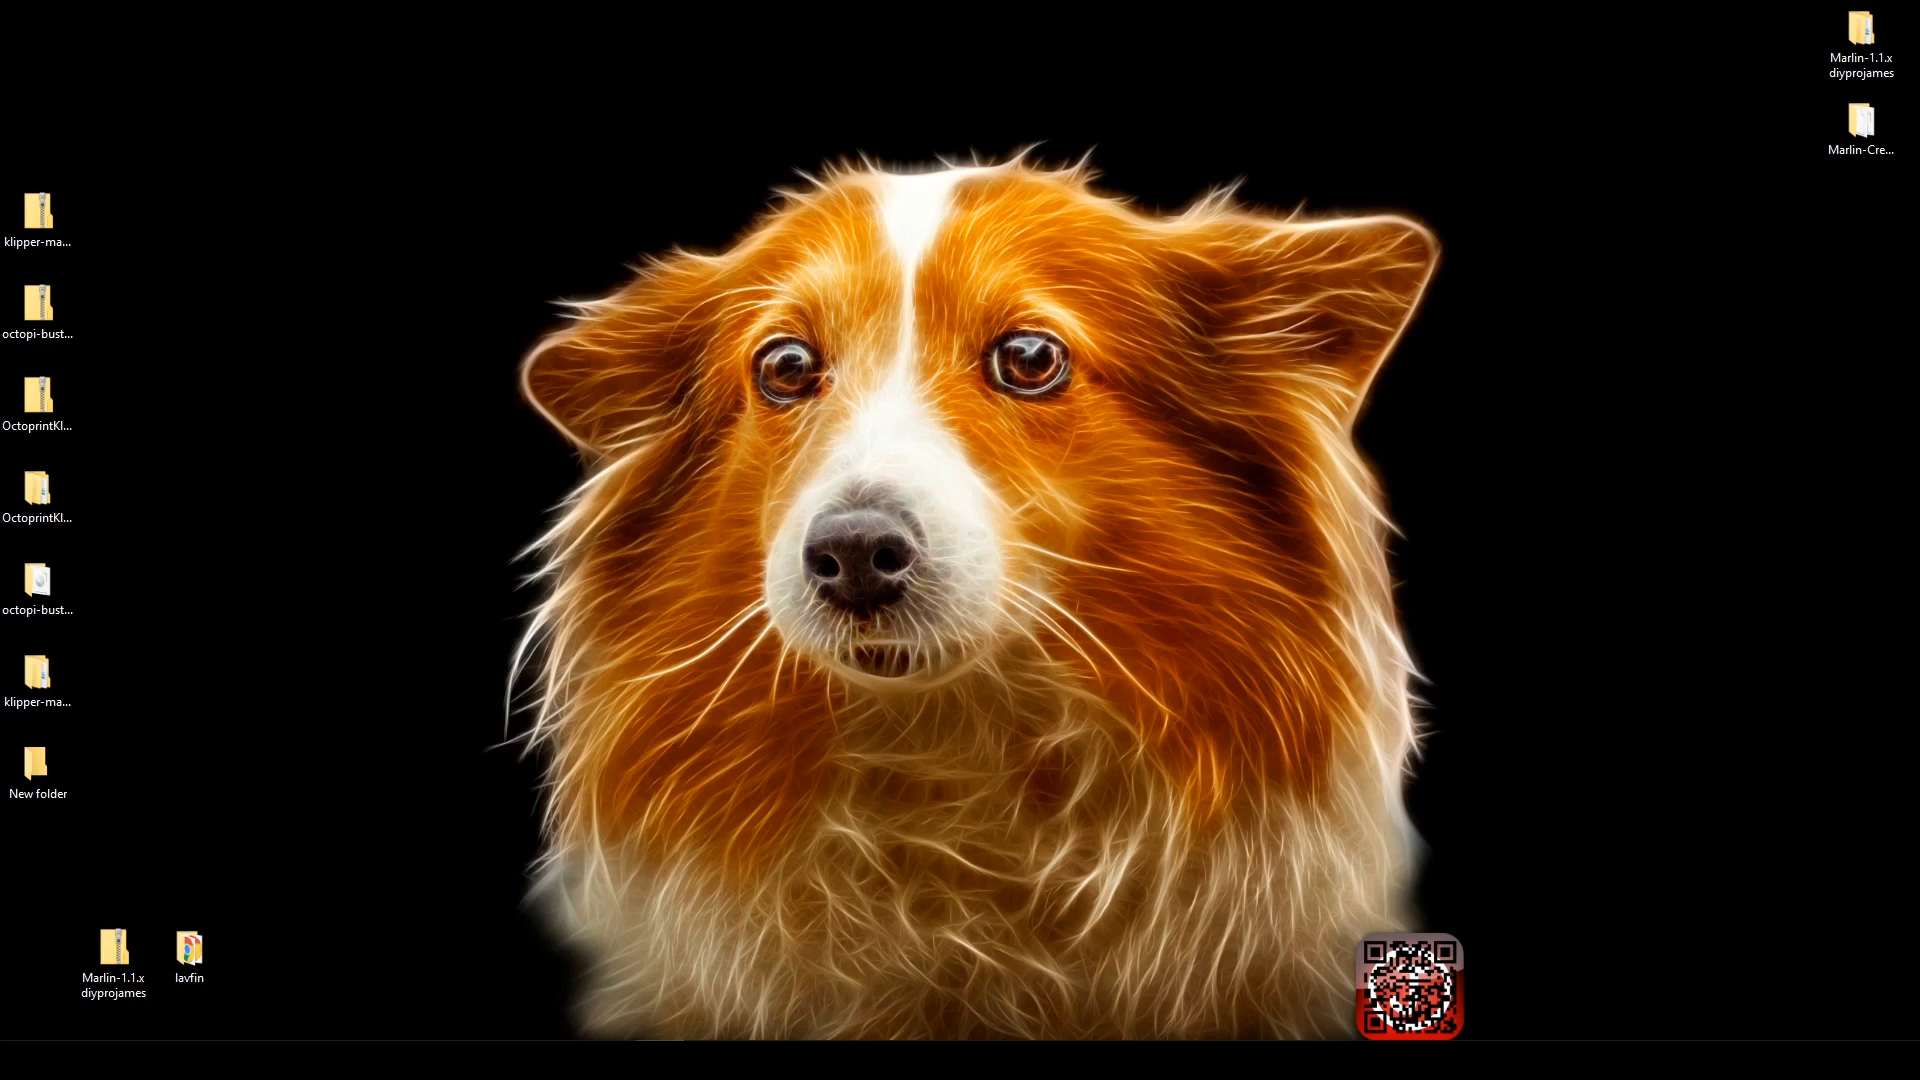 Marlin-1.1.x
diyprojames
Marlin-Cre...
klipper-ma...
octopi-bust...
OctoprintKl...
OctoprintKl...
octopi-bust...
klipper-ma...
New folder
Marlin-1.1.x
diyprojames
lavfin